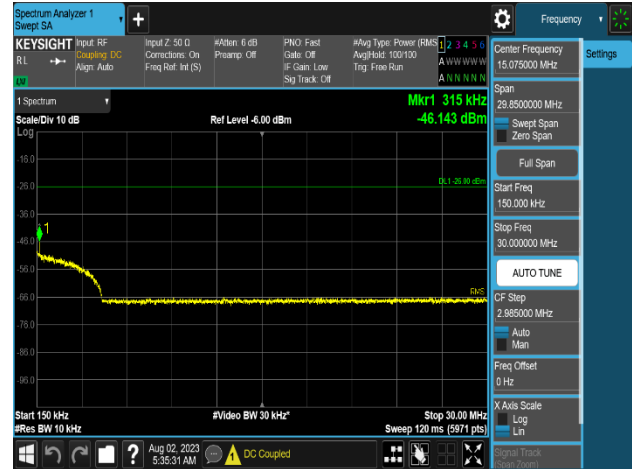 Spectrum Analyzer 1
Swept SA
+
Frequency
KEYSIGHT
RL
Input: RF
Coupling: DC
Align: Auto
Input Z: 50 Ω
Corrections: On
Freq Ref: Int (S)
#Atten: 6 dB
Preamp: Off
PNO: Fast
Gate: Off
IF Gain: Low
Sig Track: Off
#Avg Type: Power (RMS
Avg|Hold: 100/100
Trig: Free Run
1 2 3 4 5 6
A W W W W W
A N N N N N
LXI
1 Spectrum
Scale/Div 10 dB
Ref Level -6.00 dBm
Mkr1 315 kHz
-46.143 dBm
Log
-16.0
-26.0
-36.0
-46.0
-56.0
-66.0
-76.0
-86.0
-96.0
DL1 -26.00 dBm
1
RMS
Start 150 kHz
#Res BW 10 kHz
#Video BW 30 kHz*
Stop 30.00 MHz
Sweep 120 ms (5971 pts)
Center Frequency
15.075000 MHz
Settings
Span
29.8500000 MHz
Swept Span
Zero Span
Full Span
Start Freq
150.000 kHz
Stop Freq
30.000000 MHz
AUTO TUNE
CF Step
2.985000 MHz
Auto
Man
Freq Offset
0 Hz
X Axis Scale
Log
Lin
Signal Track
(Span Zoom)
?
Aug 02, 2023
5:35:31 AM
DC Coupled